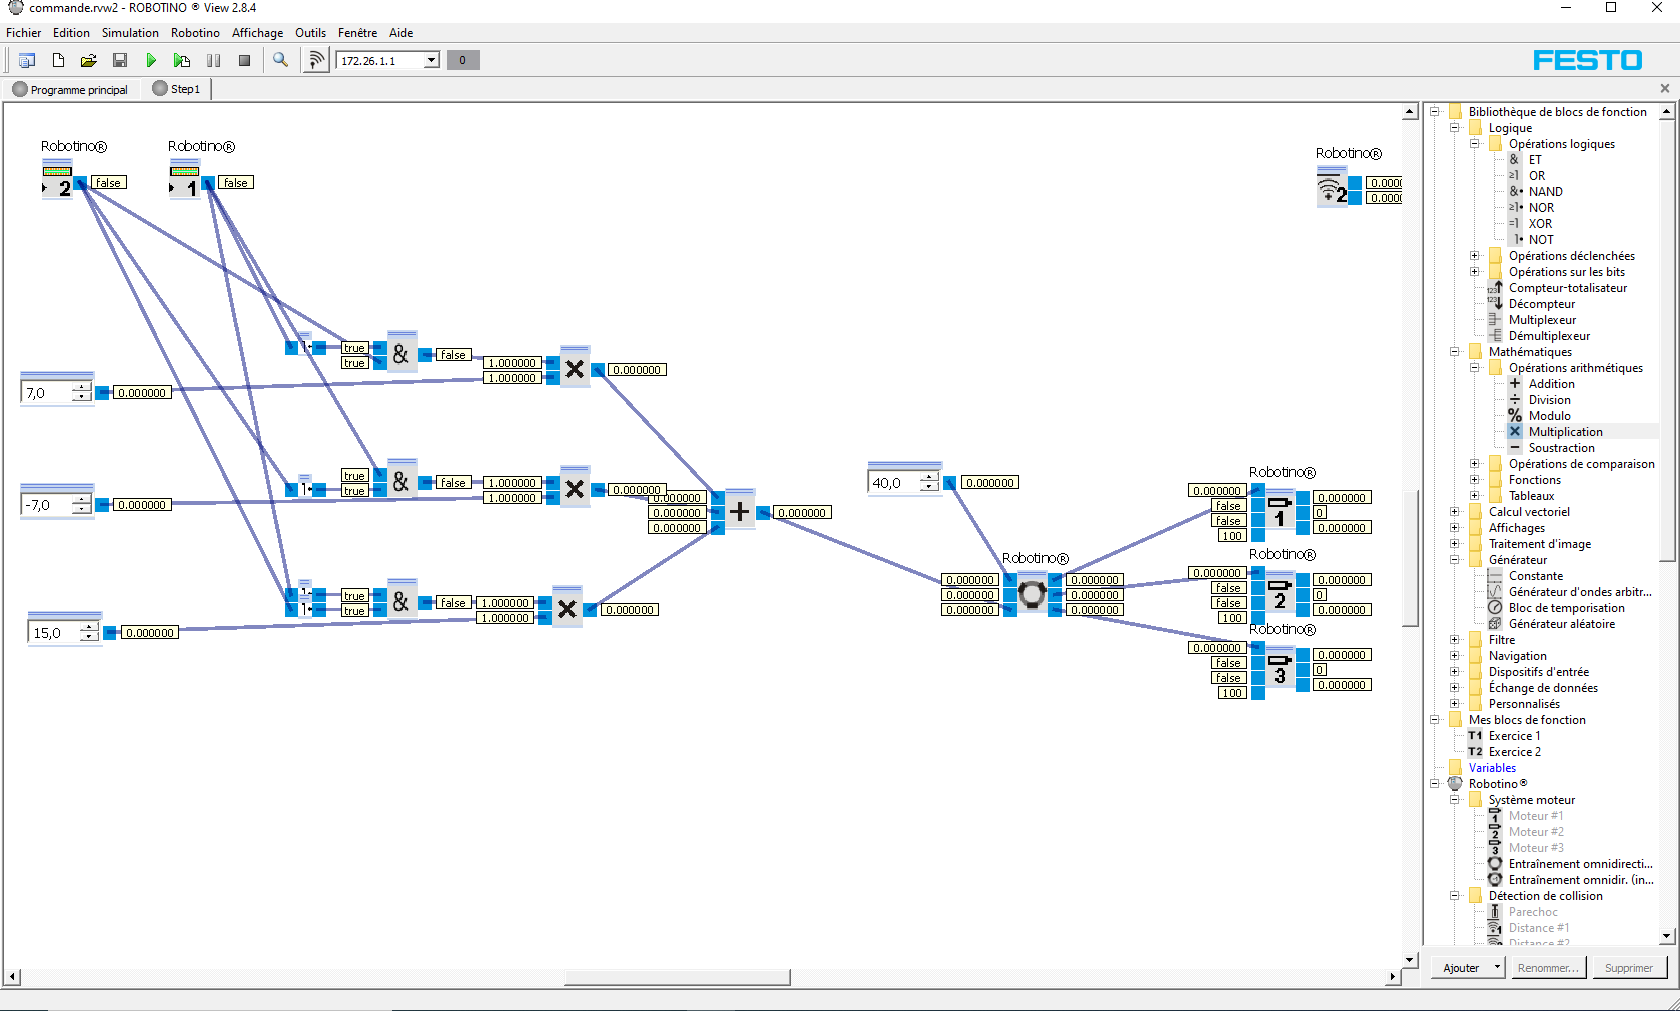 commande.rvw2 - ROBOTINO ® View 2.8.4
Fichier Edition Simulation Robotino Affichage Outils Fenêtre Aide
172.26.1.1 0
FESTO
Programme principal Step1
Robotino® Robotino®
2 false 1 false
Robotino®
2 0.000
0.000
true
true & false 1.000000
1.000000 × 0.000000
7,0 0.000000
true
true & false 1.000000
1.000000 × 0.000000
-7,0 0.000000
0.000000
0.000000
0.000000 + 0.000000
true
true & false 1.000000
1.000000 × 0.000000
15,0 0.000000
40,0 0.000000
Robotino®
0.000000 0.000000
0.000000 0.000000
0.000000 0.000000
Robotino®
0.000000 0.000000
false 1 0
false 0.000000
100
Robotino®
0.000000 0.000000
false 2 0
false 0.000000
100
Robotino®
0.000000 0.000000
false 3 0
false 0.000000
100
Bibliothèque de blocs de fonction
Logique
Opérations logiques
& ET
≥1 OR
& NAND
≥1 NOR
=1 XOR
1 NOT
Opérations déclenchées
Opérations sur les bits
123 Compteur-totalisateur
123 Décompteur
Multiplexeur
Démultiplexeur
Mathématiques
Opérations arithmétiques
+ Addition
÷ Division
% Modulo
× Multiplication
− Soustraction
Opérations de comparaison
Fonctions
Tableaux
Calcul vectoriel
Affichages
Traitement d'image
Générateur
Constante
Générateur d'ondes arbitr...
Bloc de temporisation
Générateur aléatoire
Filtre
Navigation
Dispositifs d'entrée
Échange de données
Personnalisés
Mes blocs de fonction
T1 Exercice 1
T2 Exercice 2
Variables
Robotino®
Système moteur
1 Moteur #1
2 Moteur #2
3 Moteur #3
Entraînement omnidirecti...
Entraînement omnidir. (in...
Détection de collision
Parechoc
1 Distance #1
Distance #2
Ajouter Renommer... Supprimer